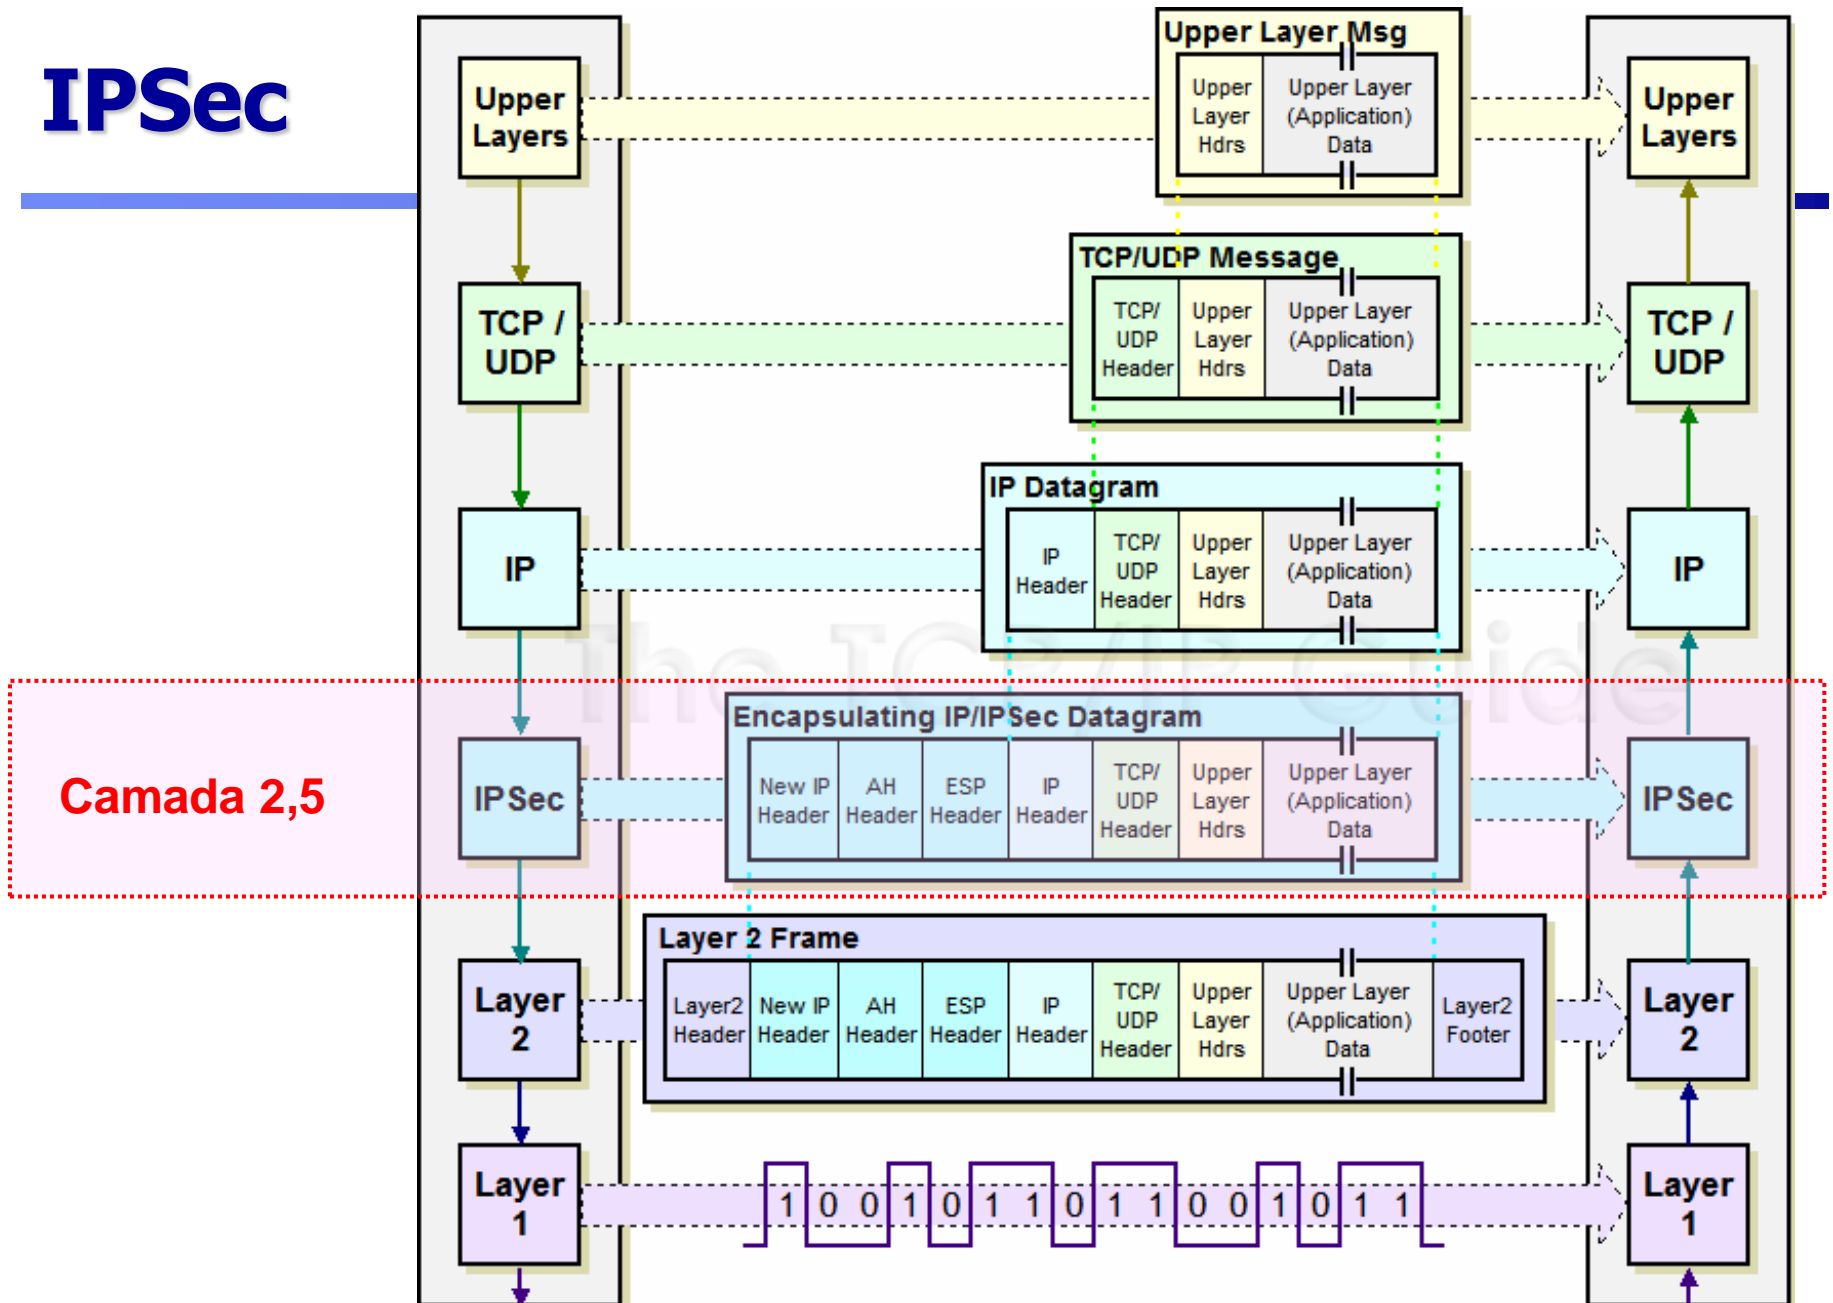 IPSec
Upper
Layers
Upper Layer Msg
Upper
Layer
Hdrs
Upper Layer
(Application)
Data
Upper
Layers
TCP /
UDP
TCP/UDP Message
TCP/
UDP
Header
Upper
Layer
Hdrs
Upper Layer
(Application)
Data
TCP /
UDP
IP
IP Datagram
IP
Header
TCP/
UDP
Header
Upper
Layer
Hdrs
Upper Layer
(Application)
Data
IP
The TCP/IP Guide
Camada 2,5
IPSec
Encapsulating IP/IPSec Datagram
New IP
Header
AH
Header
ESP
Header
IP
Header
TCP/
UDP
Header
Upper
Layer
Hdrs
Upper Layer
(Application)
Data
IPSec
Layer
2
Layer 2 Frame
Layer2
Header
New IP
Header
AH
Header
ESP
Header
IP
Header
TCP/
UDP
Header
Upper
Layer
Hdrs
Upper Layer
(Application)
Data
Layer2
Footer
Layer
2
Layer
1
1 0 0 1 0 1 1 0 1 1 0 0 1 0 1 1
Layer
1